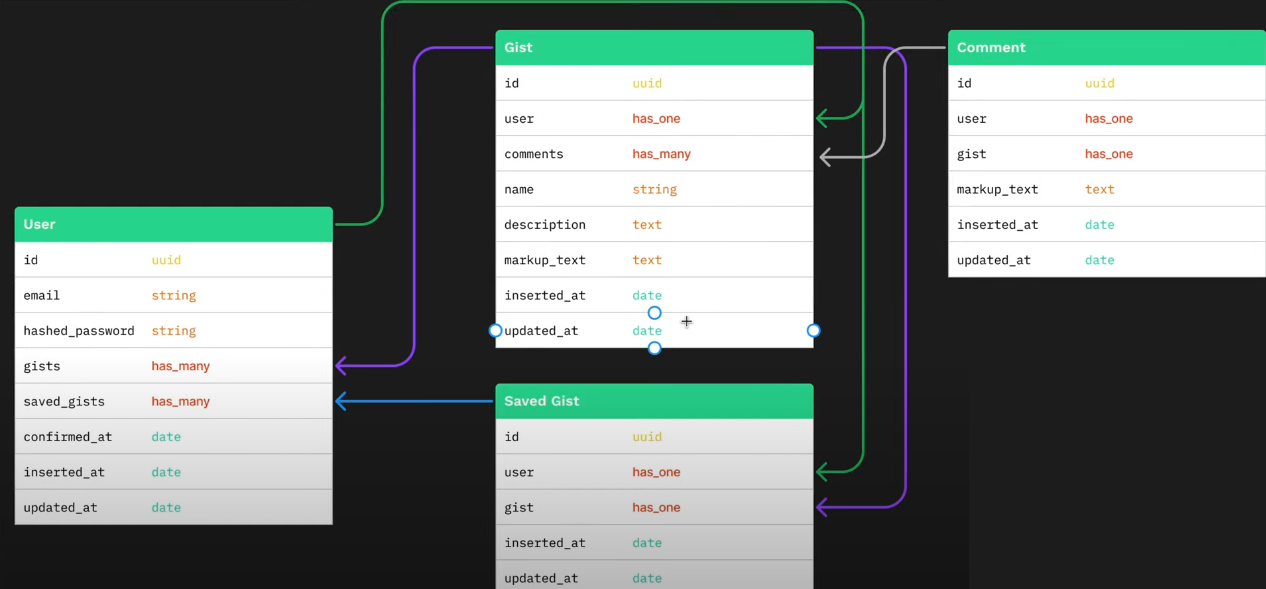 User
id uuid
email string
hashed_password string
gists has_many
saved_gists has_many
confirmed_at date
inserted_at date
updated_at date
Gist
id uuid
user has_one
comments has_many
name string
description text
markup_text text
inserted_at date
updated_at date
Saved Gist
id uuid
user has_one
gist has_one
inserted_at date
updated_at date
Comment
id uuid
user has_one
gist has_one
markup_text text
inserted_at date
updated_at date